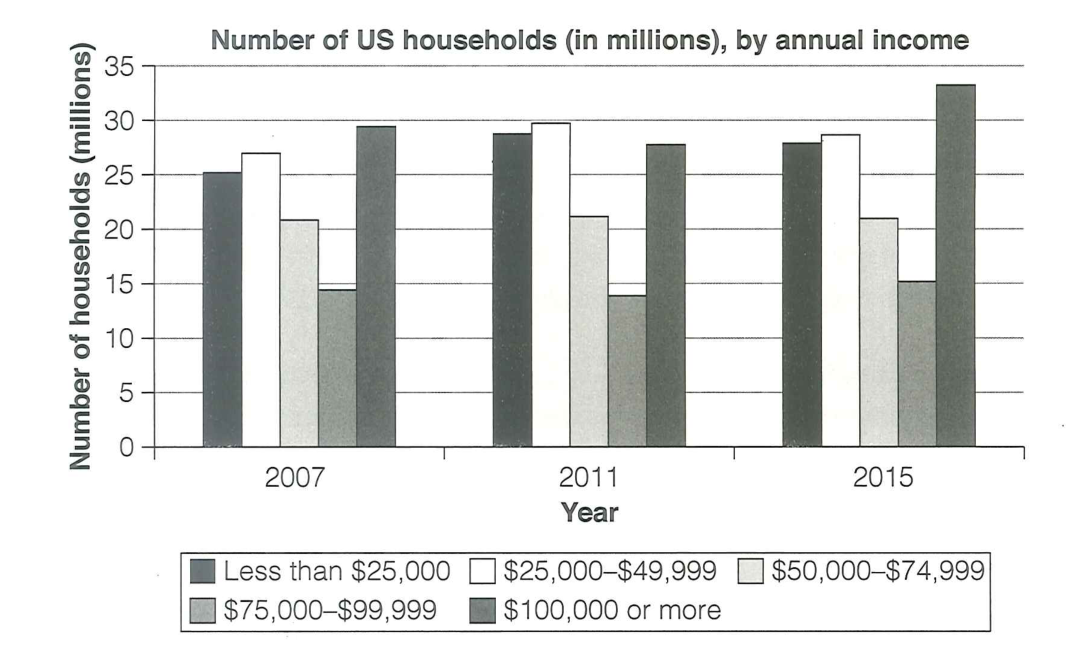 Number of US households (in millions), by annual income
Number of households (millions)
35
30
25
20
15
10
5
0
2007 2011 2015
Year
Less than $25,000 $25,000–$49,999 $50,000–$74,999
$75,000–$99,999 $100,000 or more